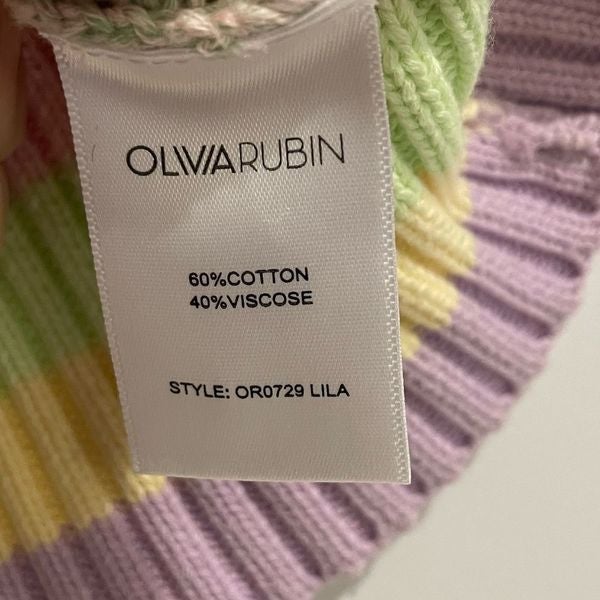 OLIVIARUBIN
60%COTTON
40%VISCOSE
STYLE: OR0729 LILA